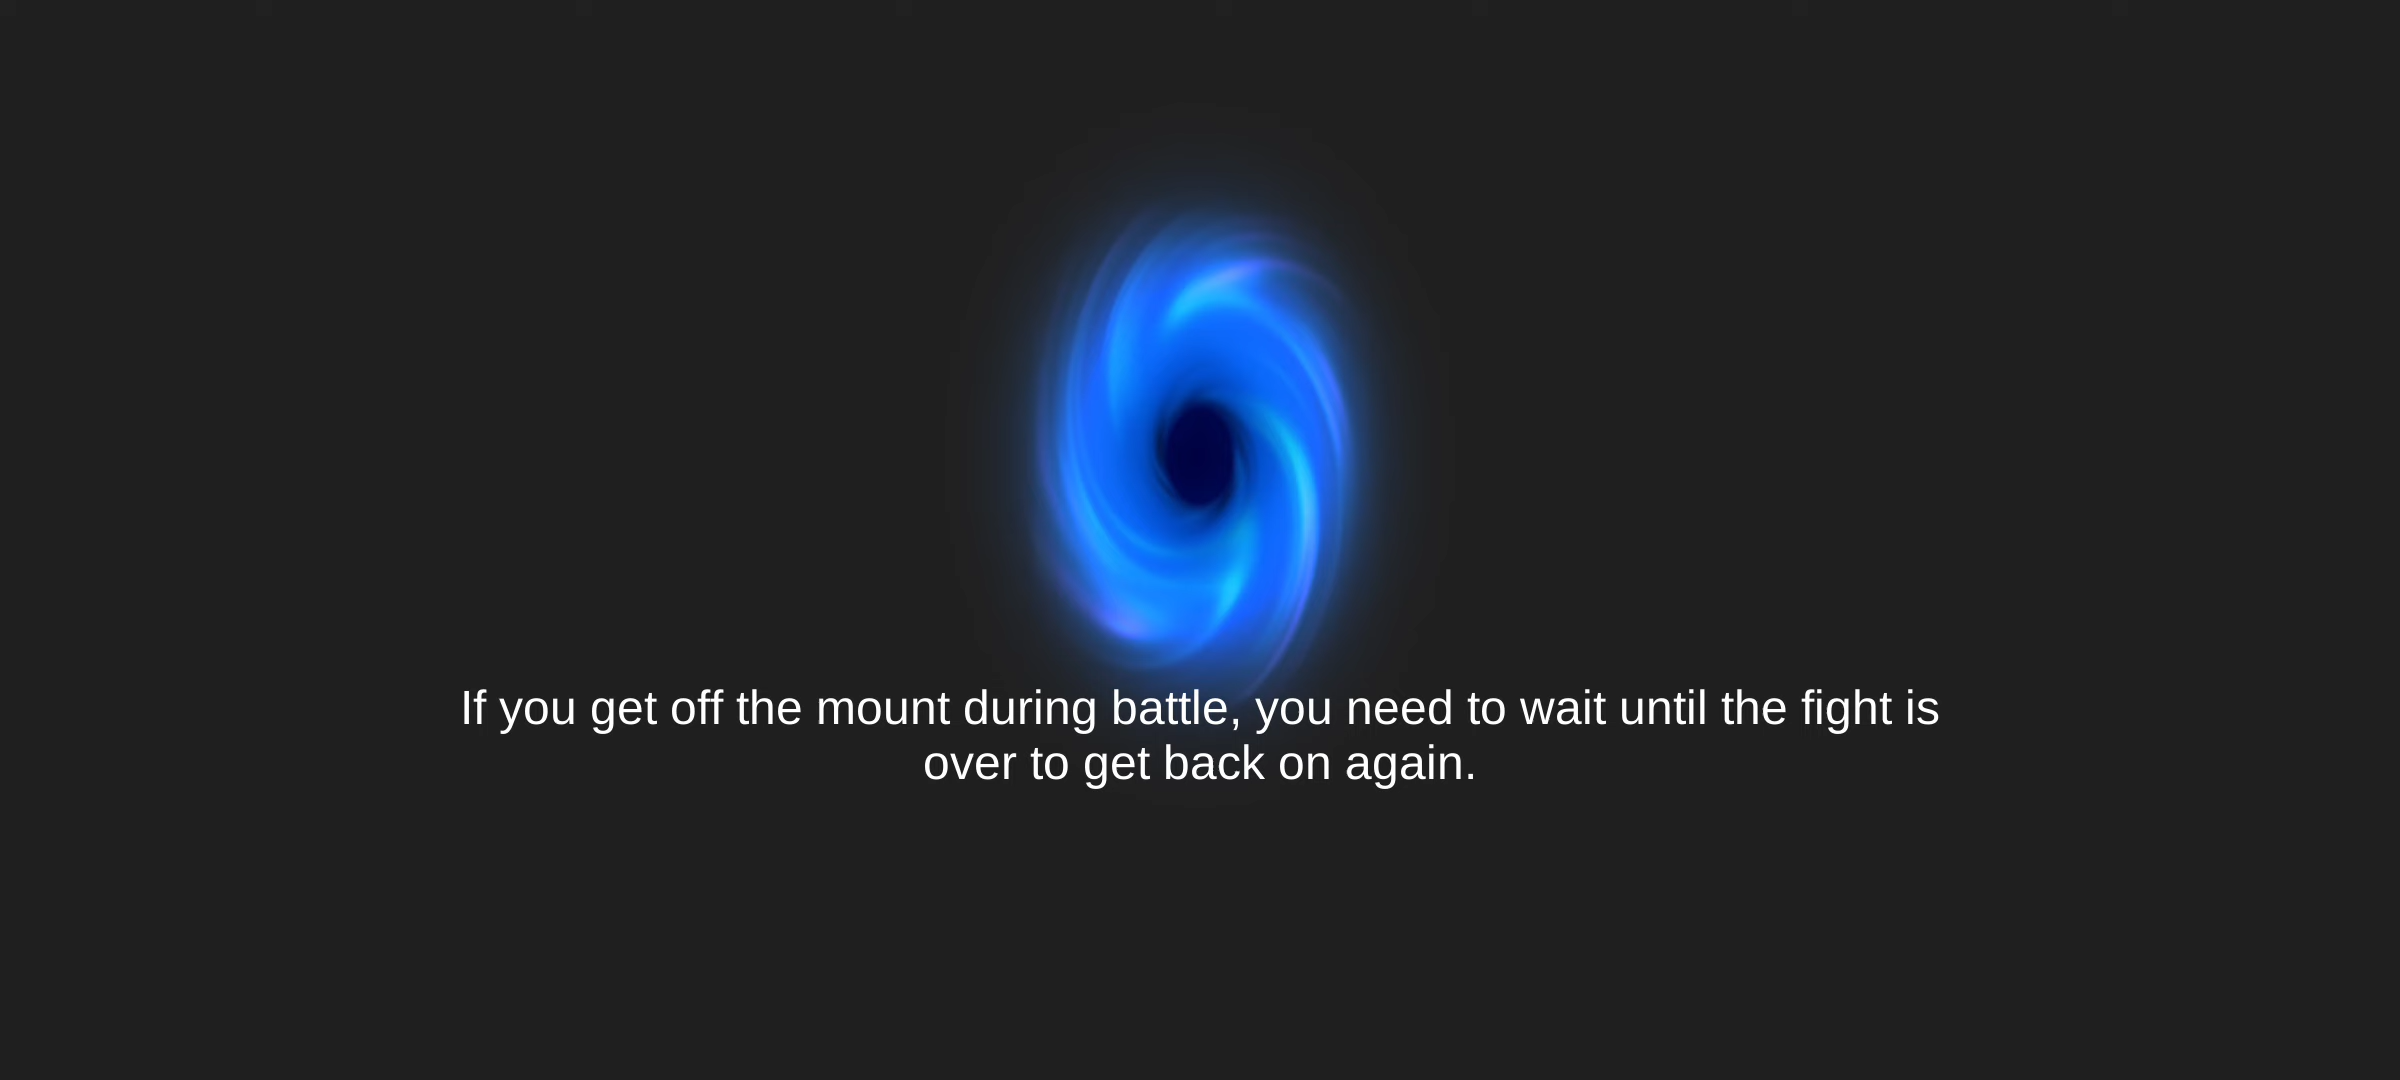 If you get off the mount during battle, you need to wait until the fight is
over to get back on again.